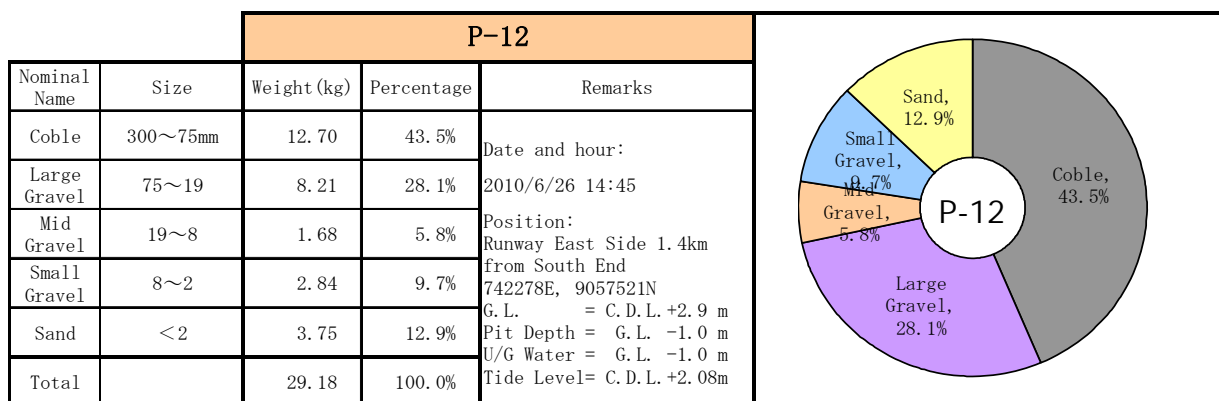 P-12
Nominal Name Size Weight(kg) Percentage Remarks
Coble 300～75mm 12.70 43.5%
Large Gravel 75～19 8.21 28.1%
Mid Gravel 19～8 1.68 5.8%
Small Gravel 8～2 2.84 9.7%
Sand <2 3.75 12.9%
Total 29.18 100.0%
Date and hour:
2010/6/26 14:45
Position:
Runway East Side 1.4km
from South End
742278E, 9057521N
G.L. = C.D.L.+2.9 m
Pit Depth = G.L. -1.0 m
U/G Water = G.L. -1.0 m
Tide Level= C.D.L.+2.08m
Sand,
12.9%
Small
Gravel,
9.7%
Mid
Gravel,
5.8%
Large
Gravel,
28.1%
Coble,
43.5%
P-12